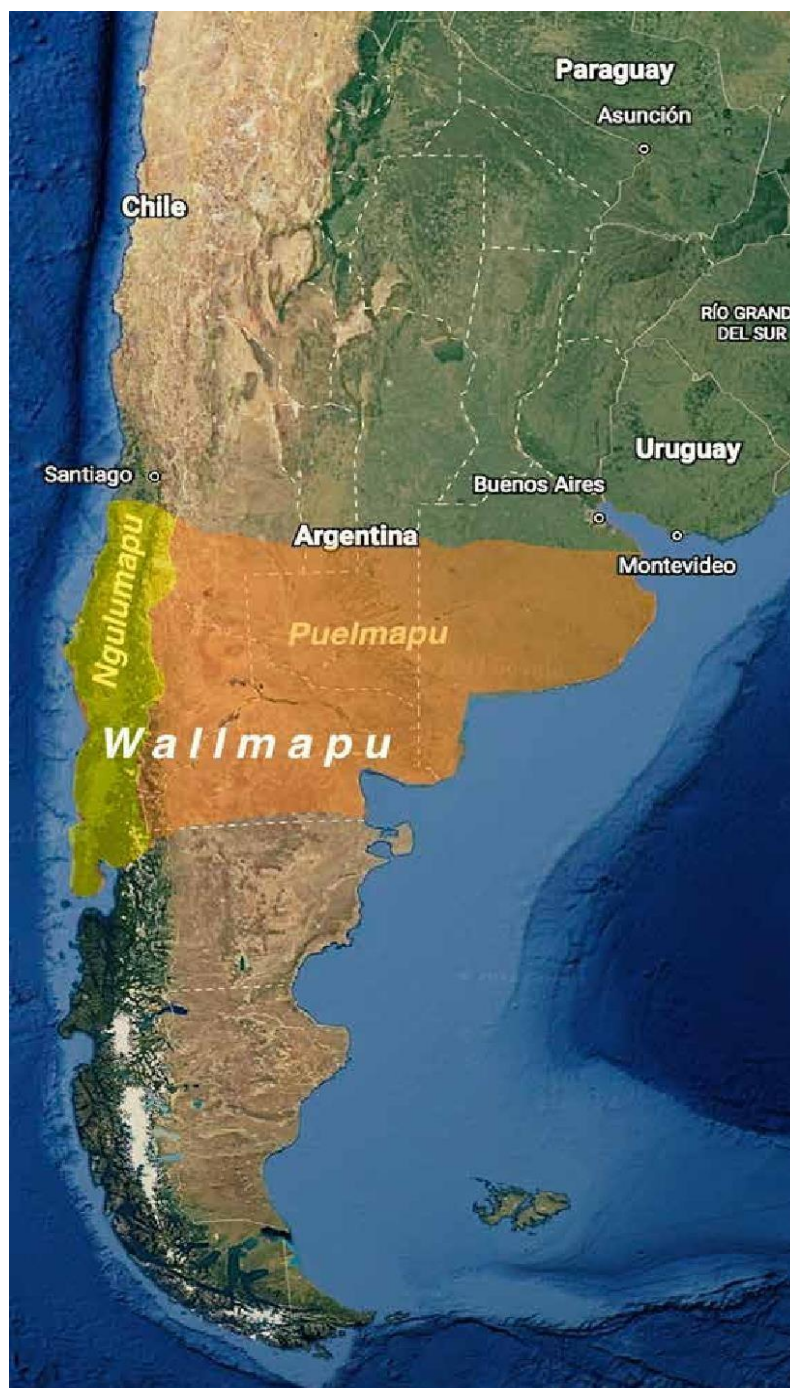 Paraguay
Asunción
Chile
RÍO GRAND
DEL SUR
Uruguay
Santiago
Buenos Aires
Argentina
Montevideo
Ngulumapu
Puelmapu
Wallmapu